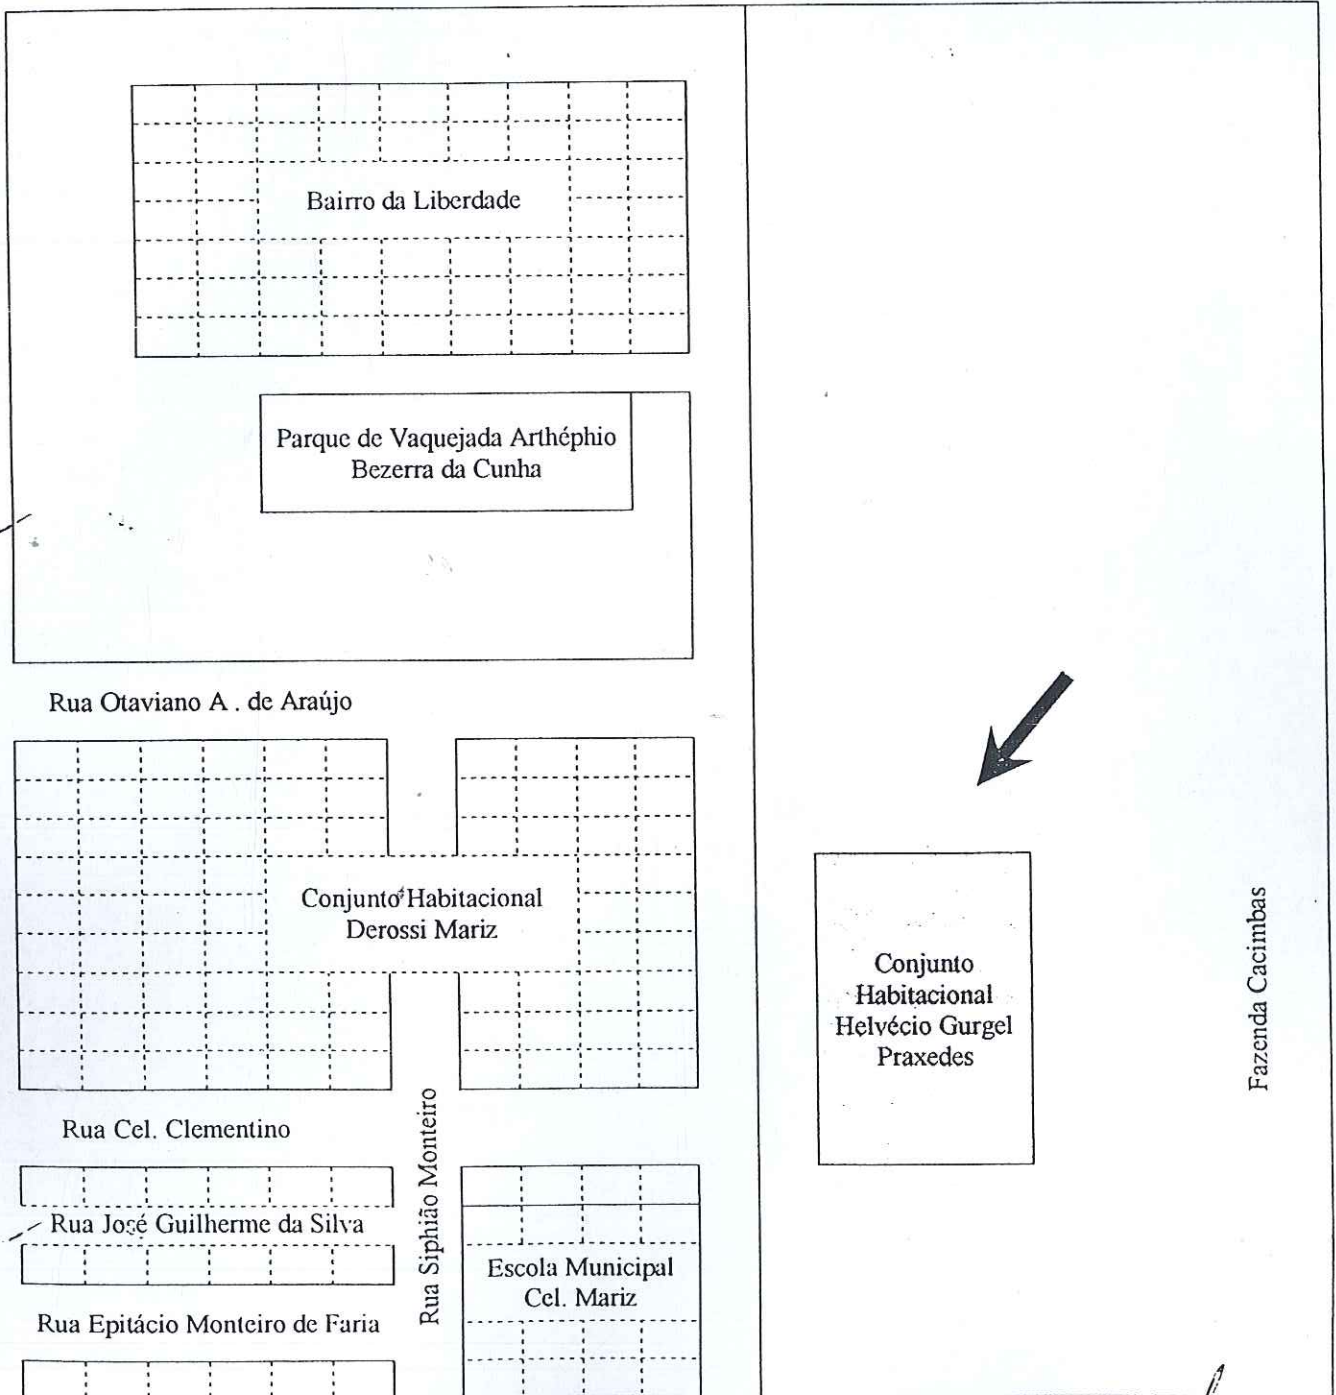 Bairro da Liberdade
Parque de Vaquejada Arthéphio
Bezerra da Cunha
Rua Otaviano A . de Araújo
Conjunto Habitacional
Derossi Mariz
Conjunto
Habitacional
Helvécio Gurgel
Praxedes
Fazenda Cacimbas
Rua Cel. Clementino
Rua Siphião Monteiro
Rua José Guilherme da Silva
Escola Municipal
Cel. Mariz
Rua Epitácio Monteiro de Faria